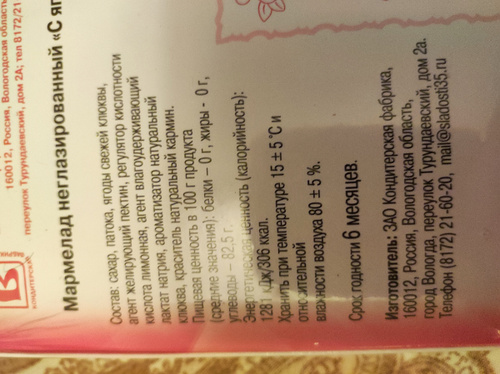 160012, Россия, Вологодская область
переулок Турундаевский, дом 2А; тел 8172/21
КОНДИТЕРСКАЯ
Мармелад неглазированный «С
Состав: сахар, патока, ягоды свежей клюквы,
агент желирующий пектин, регулятор кислотности
кислота лимонная, агент влагоудерживающий
лактат натрия, ароматизатор натуральный
клюква, краситель натуральный кармин.
Пищевая ценность в 100 г продукта
(средние значения): белки – 0 г, жиры - 0 г,
углеводы – 82,5 г.
Энергетическая ценность (калорийность):
1281 кДж/306 ккал.
Хранить при температуре 15 ± 5 °С и
относительной
влажности воздуха 80 ± 5 %.
Срок годности 6 месяцев.
Изготовитель: ЗАО Кондитерская фабрика,
160012, Россия, Вологодская область,
город Вологда, переулок Турундаевский, дом 2а.
Телефон (8172) 21-60-20, mail@sladosti35.ru